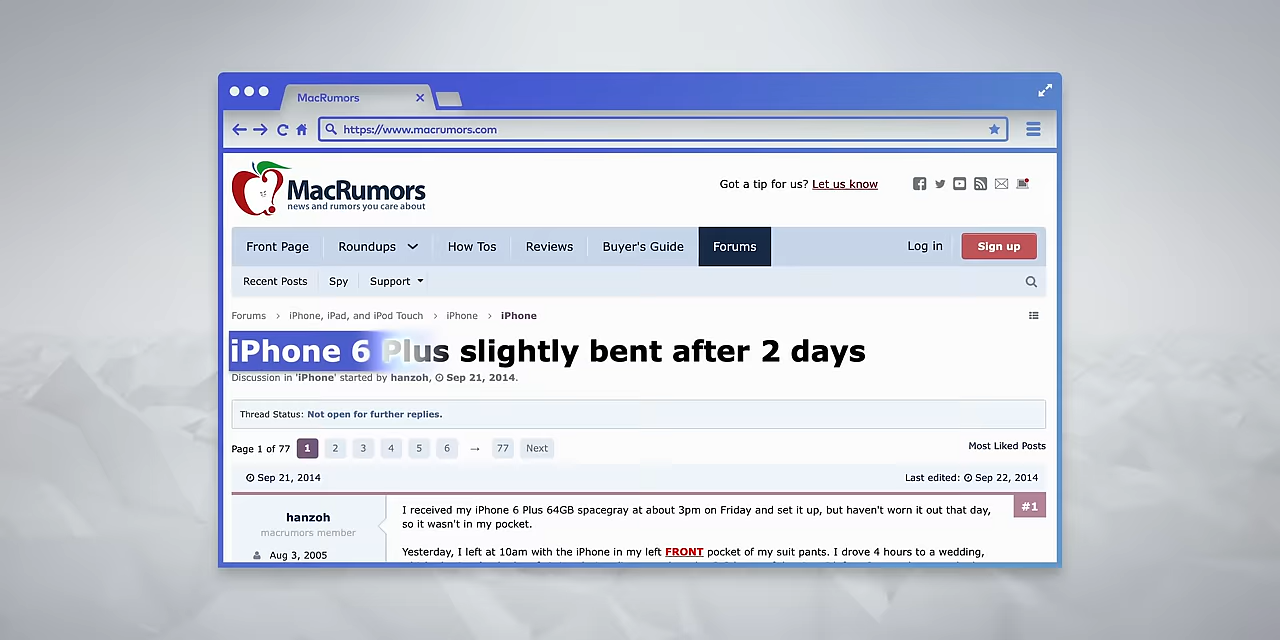 MacRumors
https://www.macrumors.com
MacRumors
news and rumors you care about
Got a tip for us? Let us know
Front Page Roundups How Tos Reviews Buyer's Guide Forums Log in Sign up
Recent Posts Spy Support
Forums › iPhone, iPad, and iPod Touch › iPhone › iPhone
iPhone 6 Plus slightly bent after 2 days
Discussion in 'iPhone' started by hanzoh, Sep 21, 2014.
Thread Status: Not open for further replies.
Page 1 of 77 1 2 3 4 5 6 → 77 Next
Most Liked Posts
Sep 21, 2014 Last edited: Sep 22, 2014
#1
hanzoh
macrumors member
Aug 3, 2005
I received my iPhone 6 Plus 64GB spacegray at about 3pm on Friday and set it up, but haven't worn it out that day,
so it wasn't in my pocket.
Yesterday, I left at 10am with the iPhone in my left FRONT pocket of my suit pants. I drove 4 hours to a wedding,